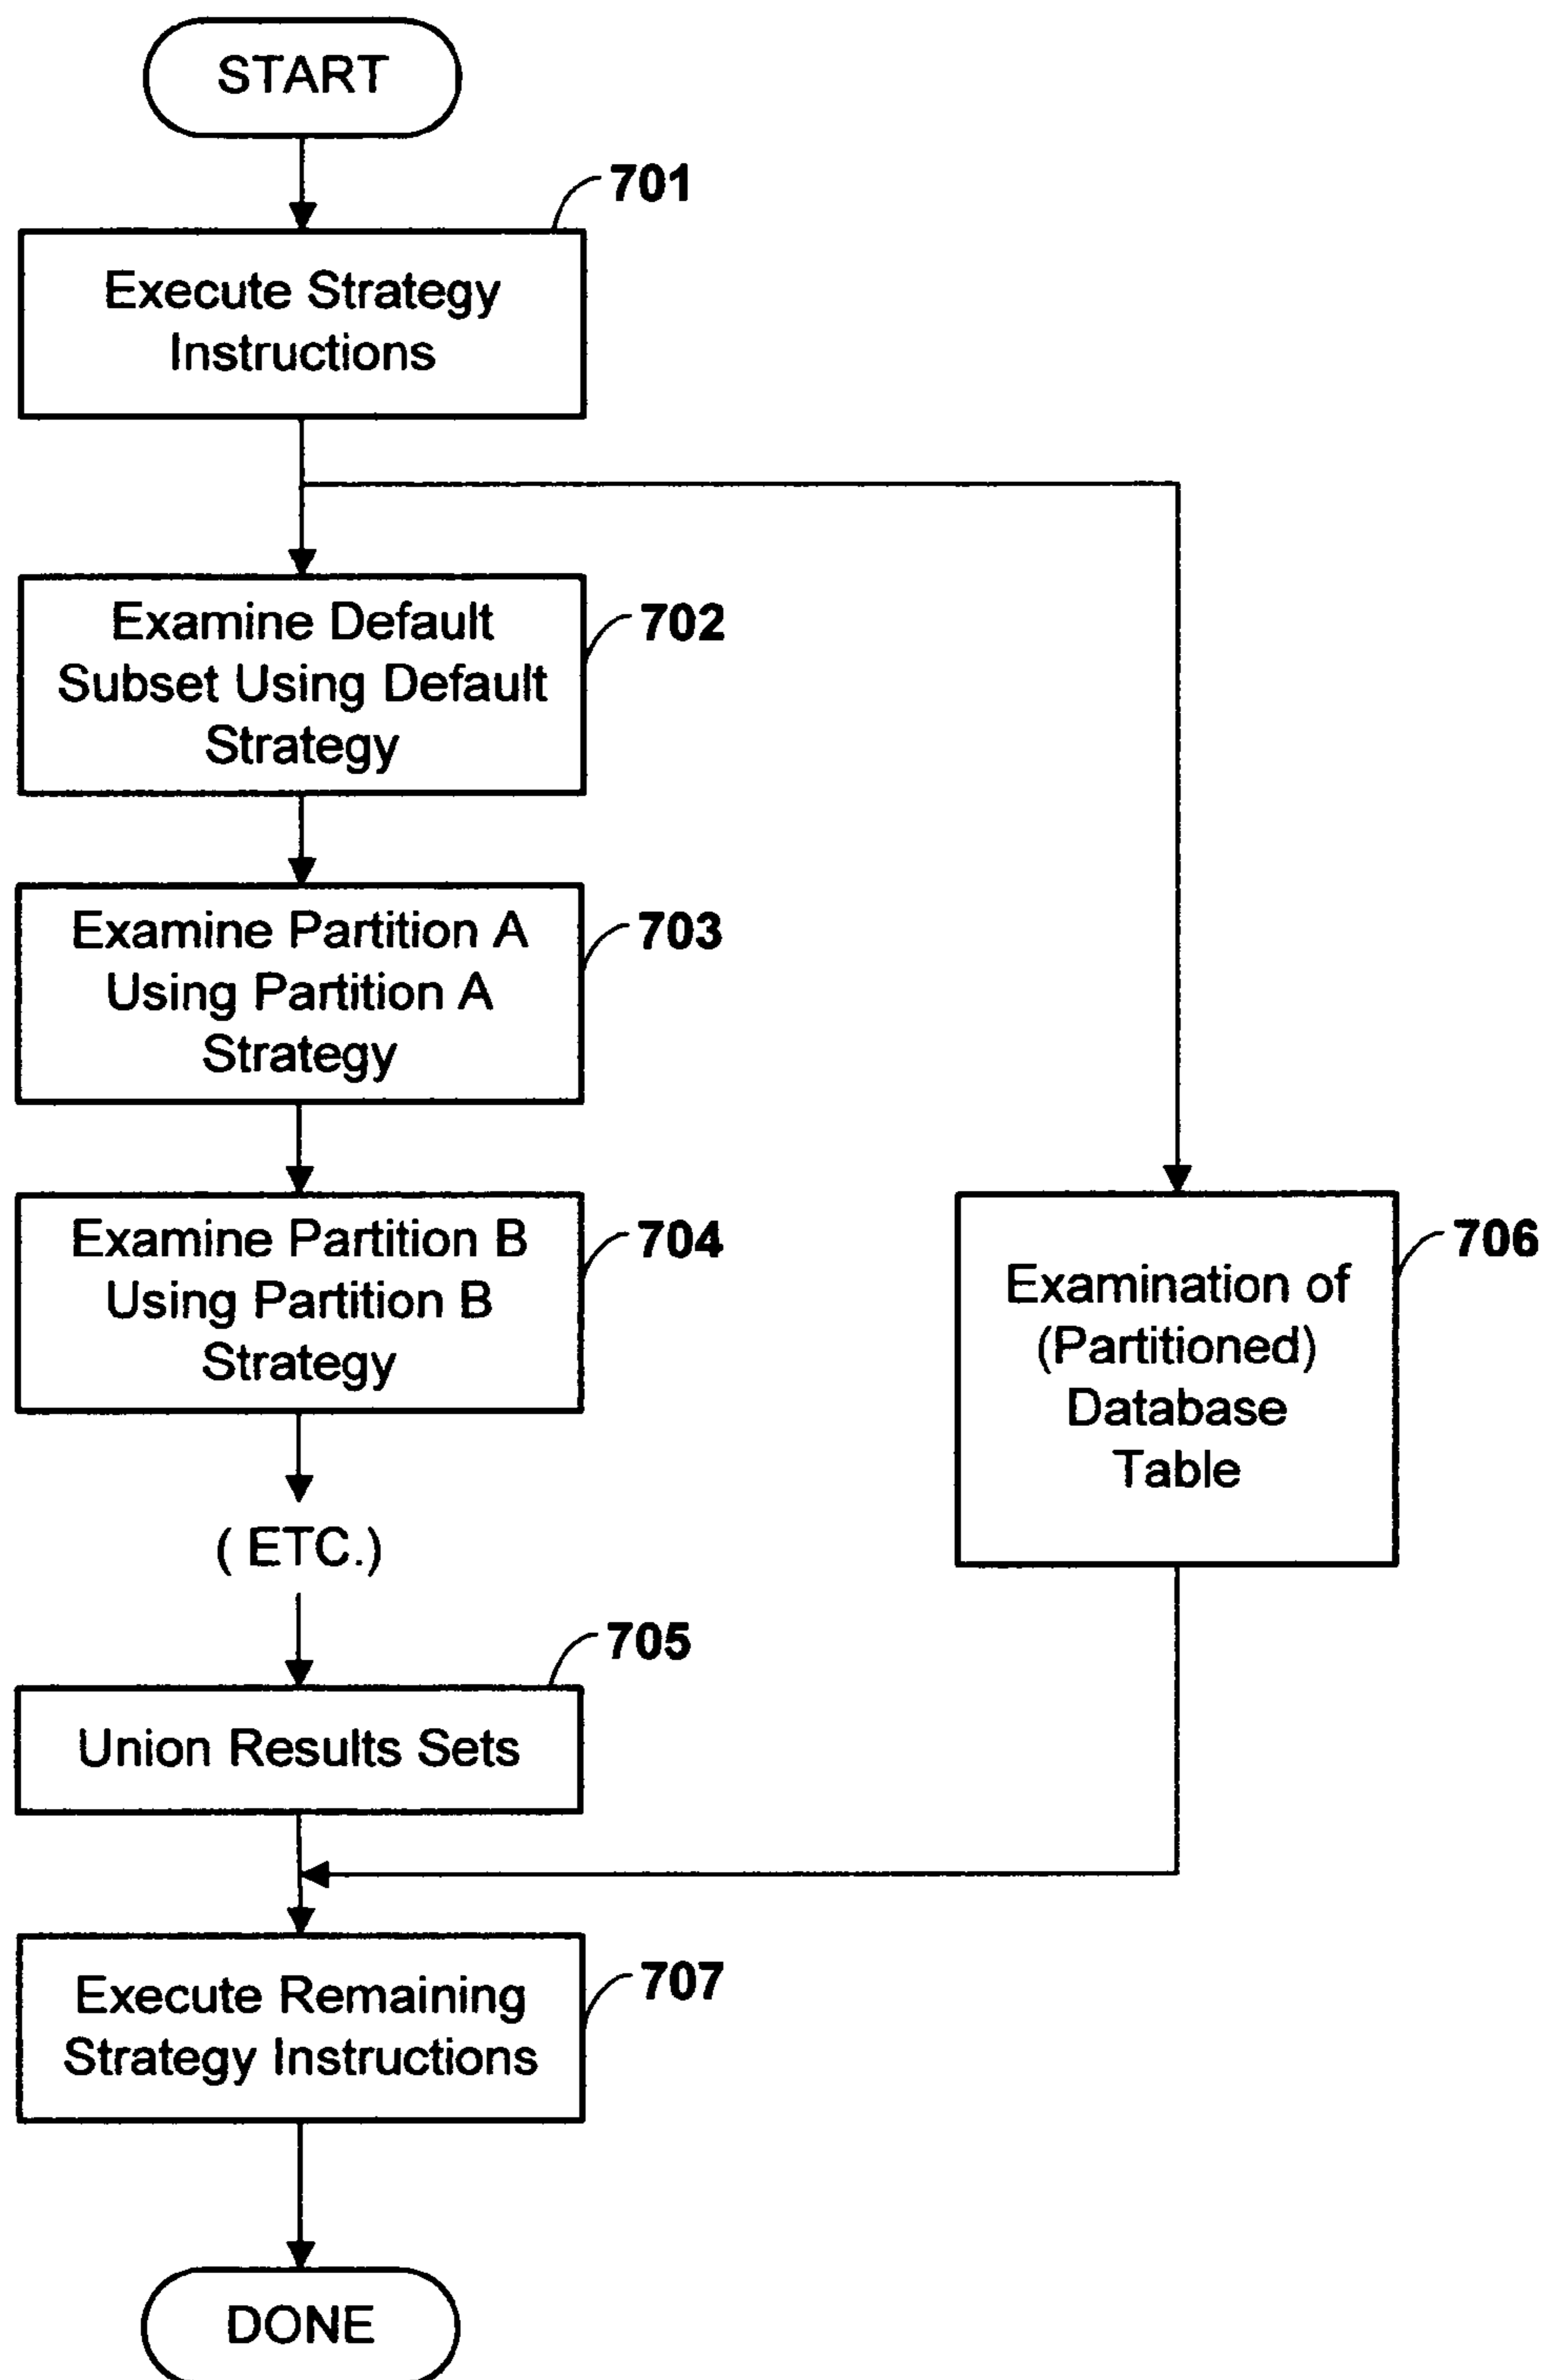 START
701
Execute Strategy
Instructions
702
Examine Default
Subset Using Default
Strategy
703
Examine Partition A
Using Partition A
Strategy
704
Examine Partition B
Using Partition B
Strategy
706
Examination of
(Partitioned)
Database
Table
( ETC.)
705
Union Results Sets
707
Execute Remaining
Strategy Instructions
DONE